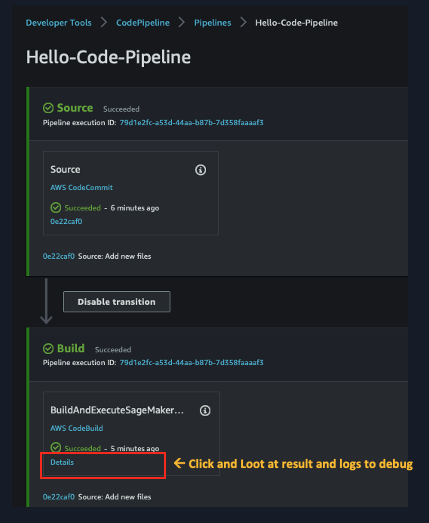 Developer Tools > CodePipeline > Pipelines > Hello-Code-Pipeline
Hello-Code-Pipeline
Source Succeeded
Pipeline execution ID: 79d1e2fc-a53d-44aa-b87b-7d358faaaaf3
Source
AWS CodeCommit
Succeeded - 6 minutes ago
0e22caf0
0e22caf0 Source: Add new files
Disable transition
Build Succeeded
Pipeline execution ID: 79d1e2fc-a53d-44aa-b87b-7d358faaaaf3
BuildAndExecuteSageMaker...
AWS CodeBuild
Succeeded - 5 minutes ago
Details
← Click and Loot at result and logs to debug
0e22caf0 Source: Add new files